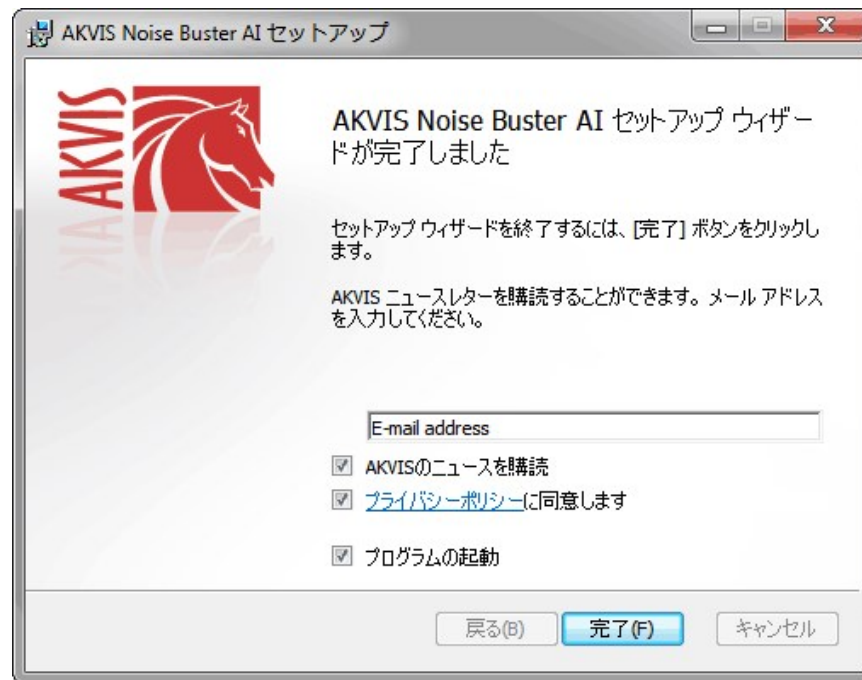 AKVIS Noise Buster AI セットアップ
AKVIS
AKVIS Noise Buster AI セットアップ ウィザー
ドが完了しました
セットアップ ウィザードを終了するには、[完了] ボタンをクリックし
ます。
AKVIS ニュースレターを購読することができます。メール アドレス
を入力してください。
E-mail address
AKVISのニュースを購読
プライバシーポリシーに同意します
プログラムの起動
戻る(B)
完了(F)
キャンセル